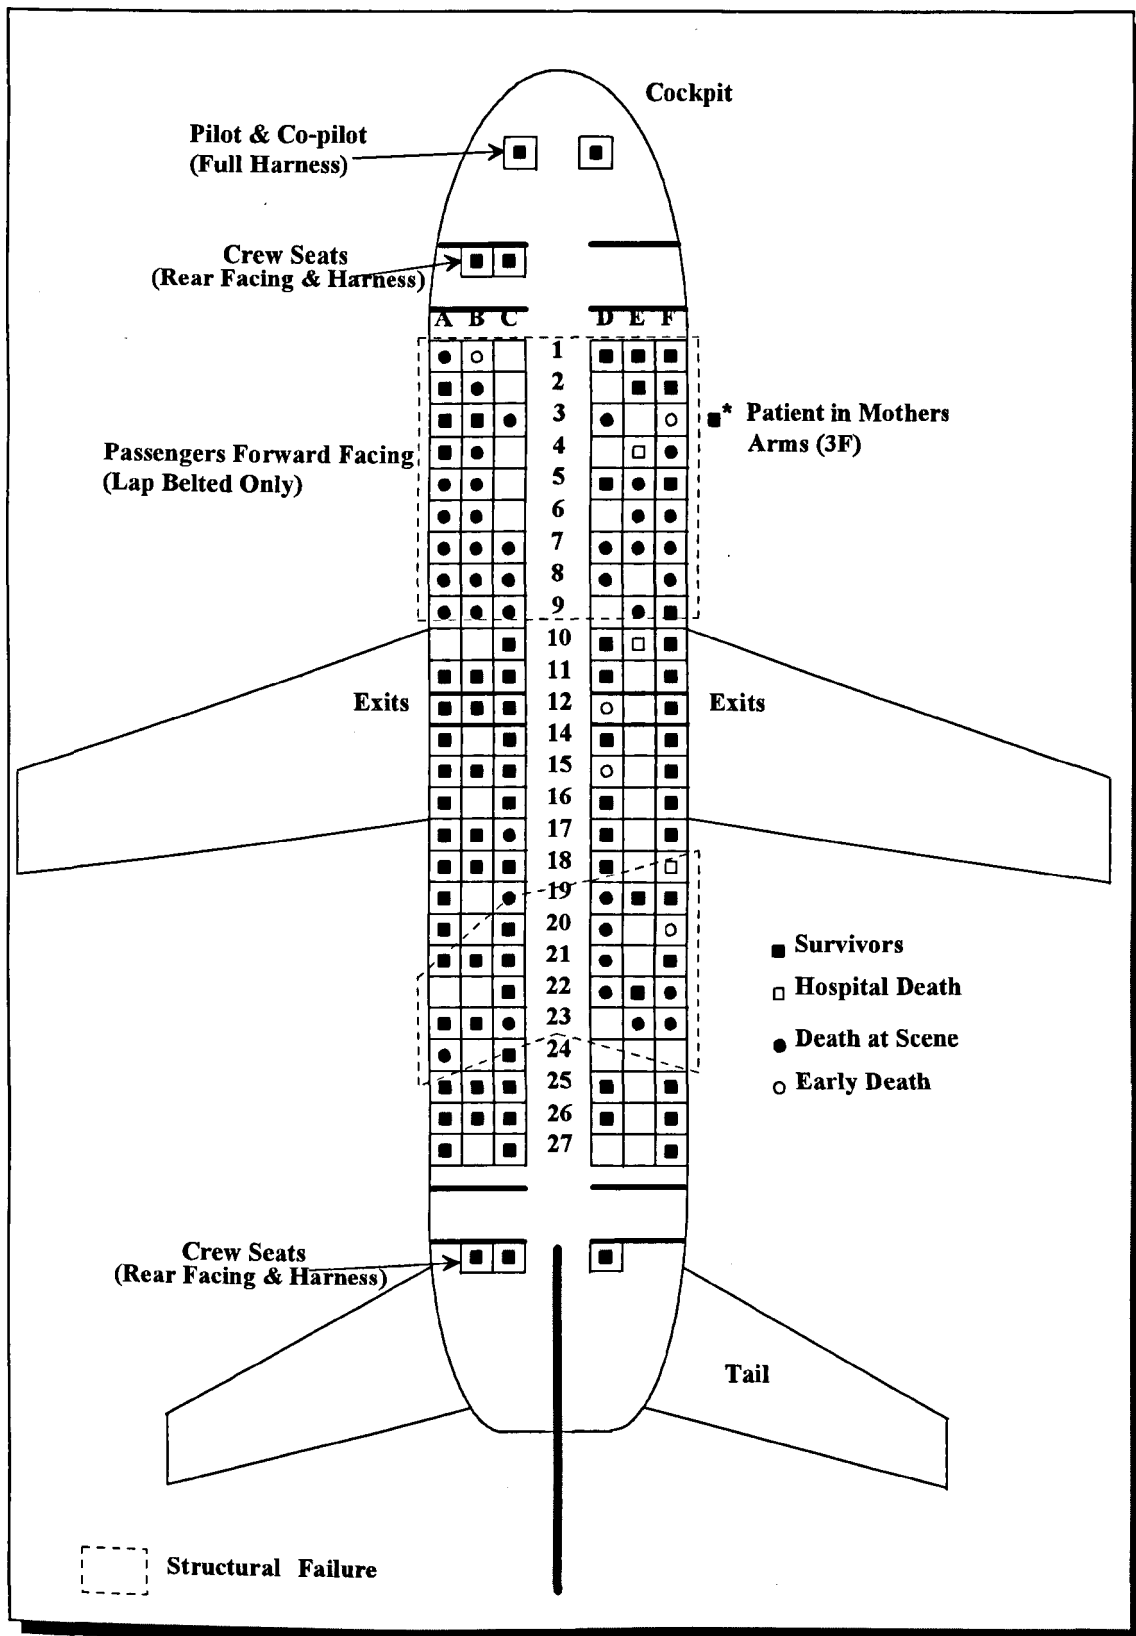 Cockpit
Pilot & Co-pilot
(Full Harness)
Crew Seats
(Rear Facing & Harness)
A B C D E F
1
2
3
* Patient in Mothers
Arms (3F)
4
Passengers Forward Facing
(Lap Belted Only)
5
6
7
8
9
10
11
Exits
12
Exits
14
15
16
17
18
19
20
Survivors
21
Hospital Death
22
23
Death at Scene
24
Early Death
25
26
27
Crew Seats
(Rear Facing & Harness)
Tail
Structural Failure